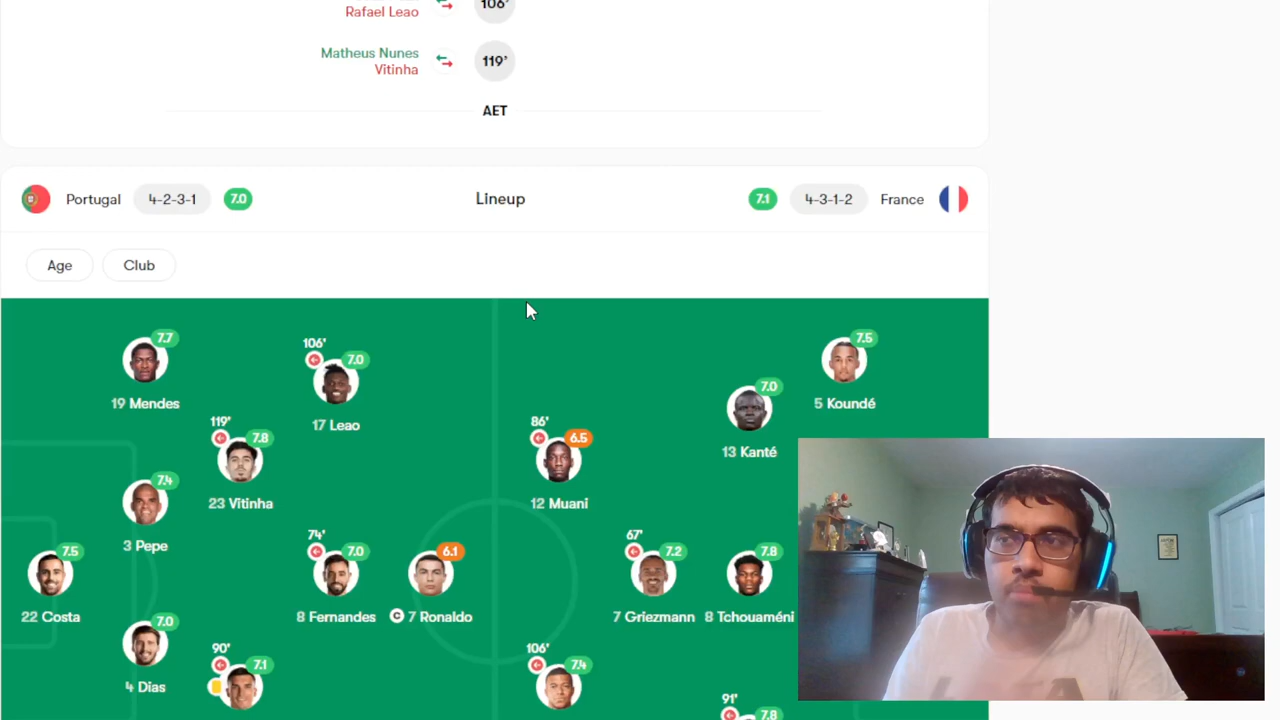 106'
Rafael Leao
Matheus Nunes
Vitinha
119'
AET
Portugal 4-2-3-1 7.0 Lineup 7.1 4-3-1-2 France
Age Club
7.7
19 Mendes
106'
7.0
17 Leao
7.5
5 Koundé
7.0
13 Kanté
119'
7.8
23 Vitinha
86'
6.5
12 Muani
7.4
3 Pepe
7.5
22 Costa
74'
7.0
8 Fernandes
6.1
C 7 Ronaldo
67'
7.2
7 Griezmann
7.8
8 Tchouaméni
7.0
4 Dias
90'
7.1
106'
7.4
91'
7.8